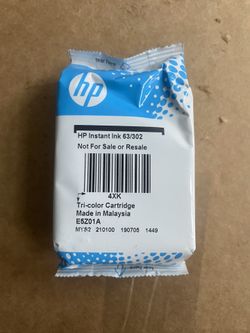 hp
HP Instant Ink 63/302
Not For Sale or Resale
4XK
Tri-color Cartridge
Made in Malaysia
E5Z01A
MY52 210100 190705 1449